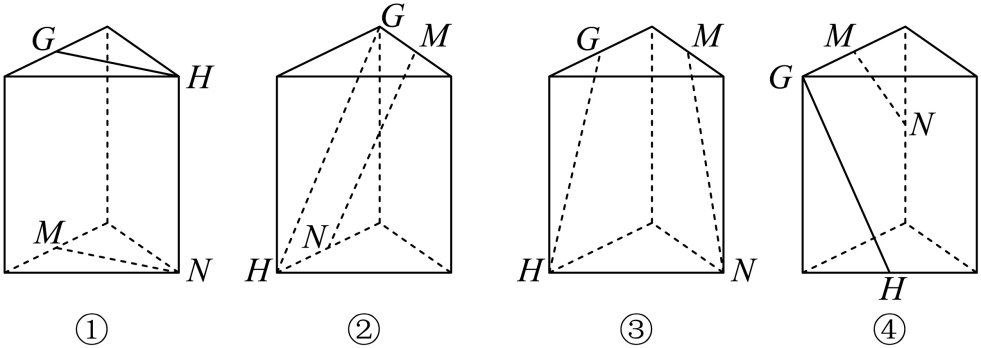 G H M N
G M H N
G M H N
M G N H
① ② ③ ④